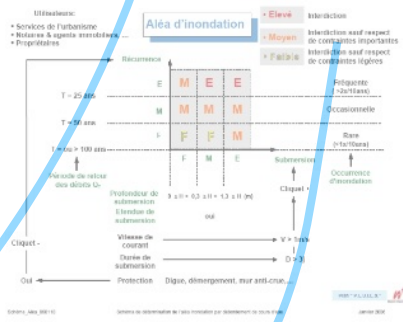 Utilisateurs:
• Services de l'urbanisme
• Notaires & agents immobiliers ...
• Propriétaires
Aléa d'inondation
• Elevé Interdiction
• Moyen Interdiction sauf respect
de contraintes importantes
• Faible Interdiction sauf respect
de contraintes légères
Récurrence
E M E E Fréquente
T = 25 ans
M M M M Occasionnelle
T = 50 ans
F F F M Rare
> 100 ans
F M E Submersion Occurrence
d'inondation
Période de retour
des débits
Profondeur de
submersion
Etendue de
submersion
oui
Cliquet +
Cliquet -
Vitesse de
courant
V > 1m/s
Durée de
submersion
Oui
Protection Digue, démergement, mur anti-crue, ...